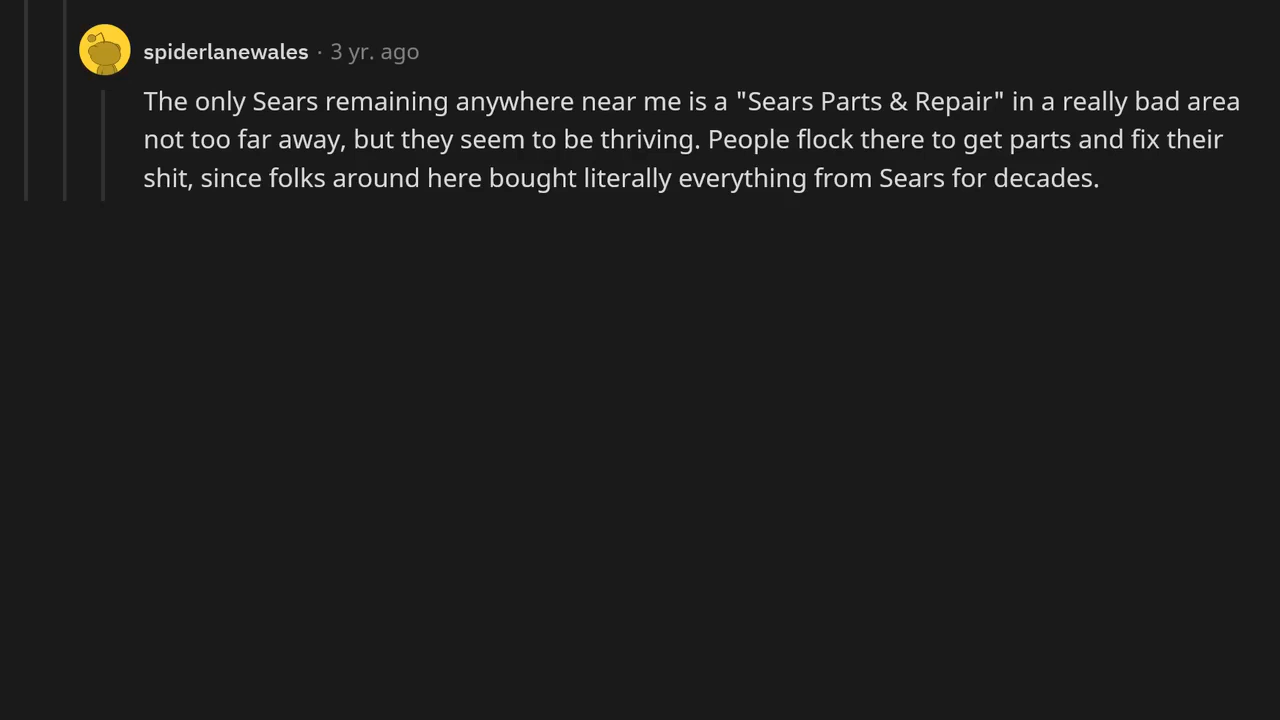 spiderlanewales · 3 yr. ago
The only Sears remaining anywhere near me is a "Sears Parts & Repair" in a really bad area
not too far away, but they seem to be thriving. People flock there to get parts and fix their
shit, since folks around here bought literally everything from Sears for decades.